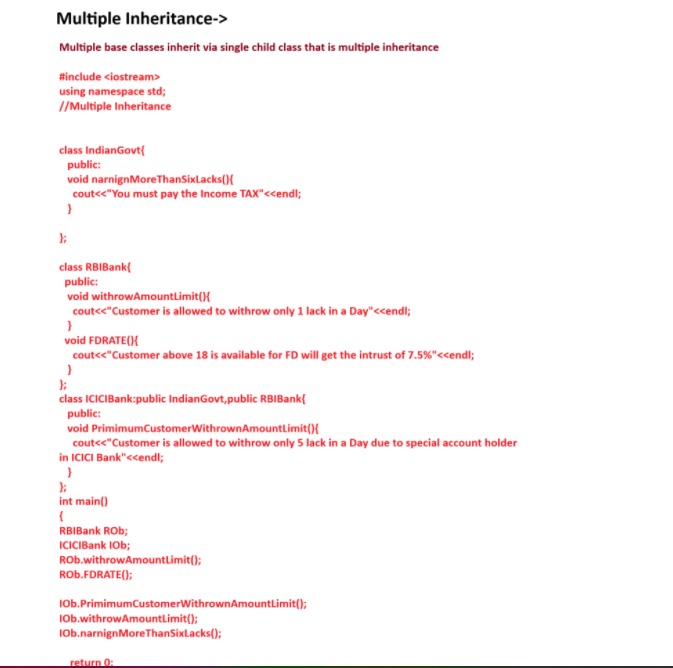 Multiple Inheritance->
Multiple base classes inherit via single child class that is multiple inheritance
#include <iostream>
using namespace std;
//Multiple Inheritance
class IndianGovt{
public:
void narnignMoreThanSixLacks(){
cout<<"You must pay the Income TAX"<<endl;
}
};
class RBIBank{
public:
void withrowAmountLimit(){
cout<<"Customer is allowed to withrow only 1 lack in a Day"<<endl;
}
void FDRATE(){
cout<<"Customer above 18 is available for FD will get the intrust of 7.5%"<<endl;
}
};
class ICICIBank:public IndianGovt,public RBIBank{
public:
void PrimimumCustomerWithrownAmountLimit(){
cout<<"Customer is allowed to withrow only 5 lack in a Day due to special account holder
in ICICI Bank"<<endl;
}
};
int main()
{
RBIBank ROb;
ICICIBank IOb;
ROb.withrowAmountLimit();
ROb.FDRATE();
IOb.PrimimumCustomerWithrownAmountLimit();
IOb.withrowAmountLimit();
IOb.narnignMoreThanSixLacks();
return 0;